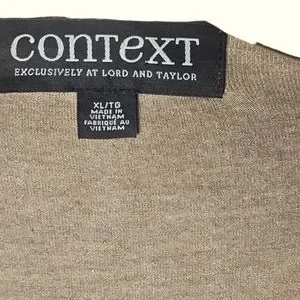 context
EXCLUSIVELY AT LORD AND TAYLOR
XL/TG
MADE IN
VIETNAM
FABRIQUÉ AU
VIETNAM